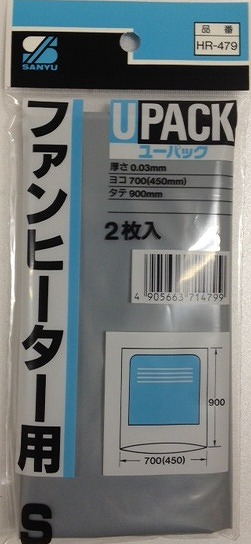 SANYU
品番
HR-479
UPACK
ユーパック
厚さ 0.03mm
ヨコ 700(450mm)
タテ 900mm
2枚入
4 905663 714799
ファンヒーター用
S
900
700(450)